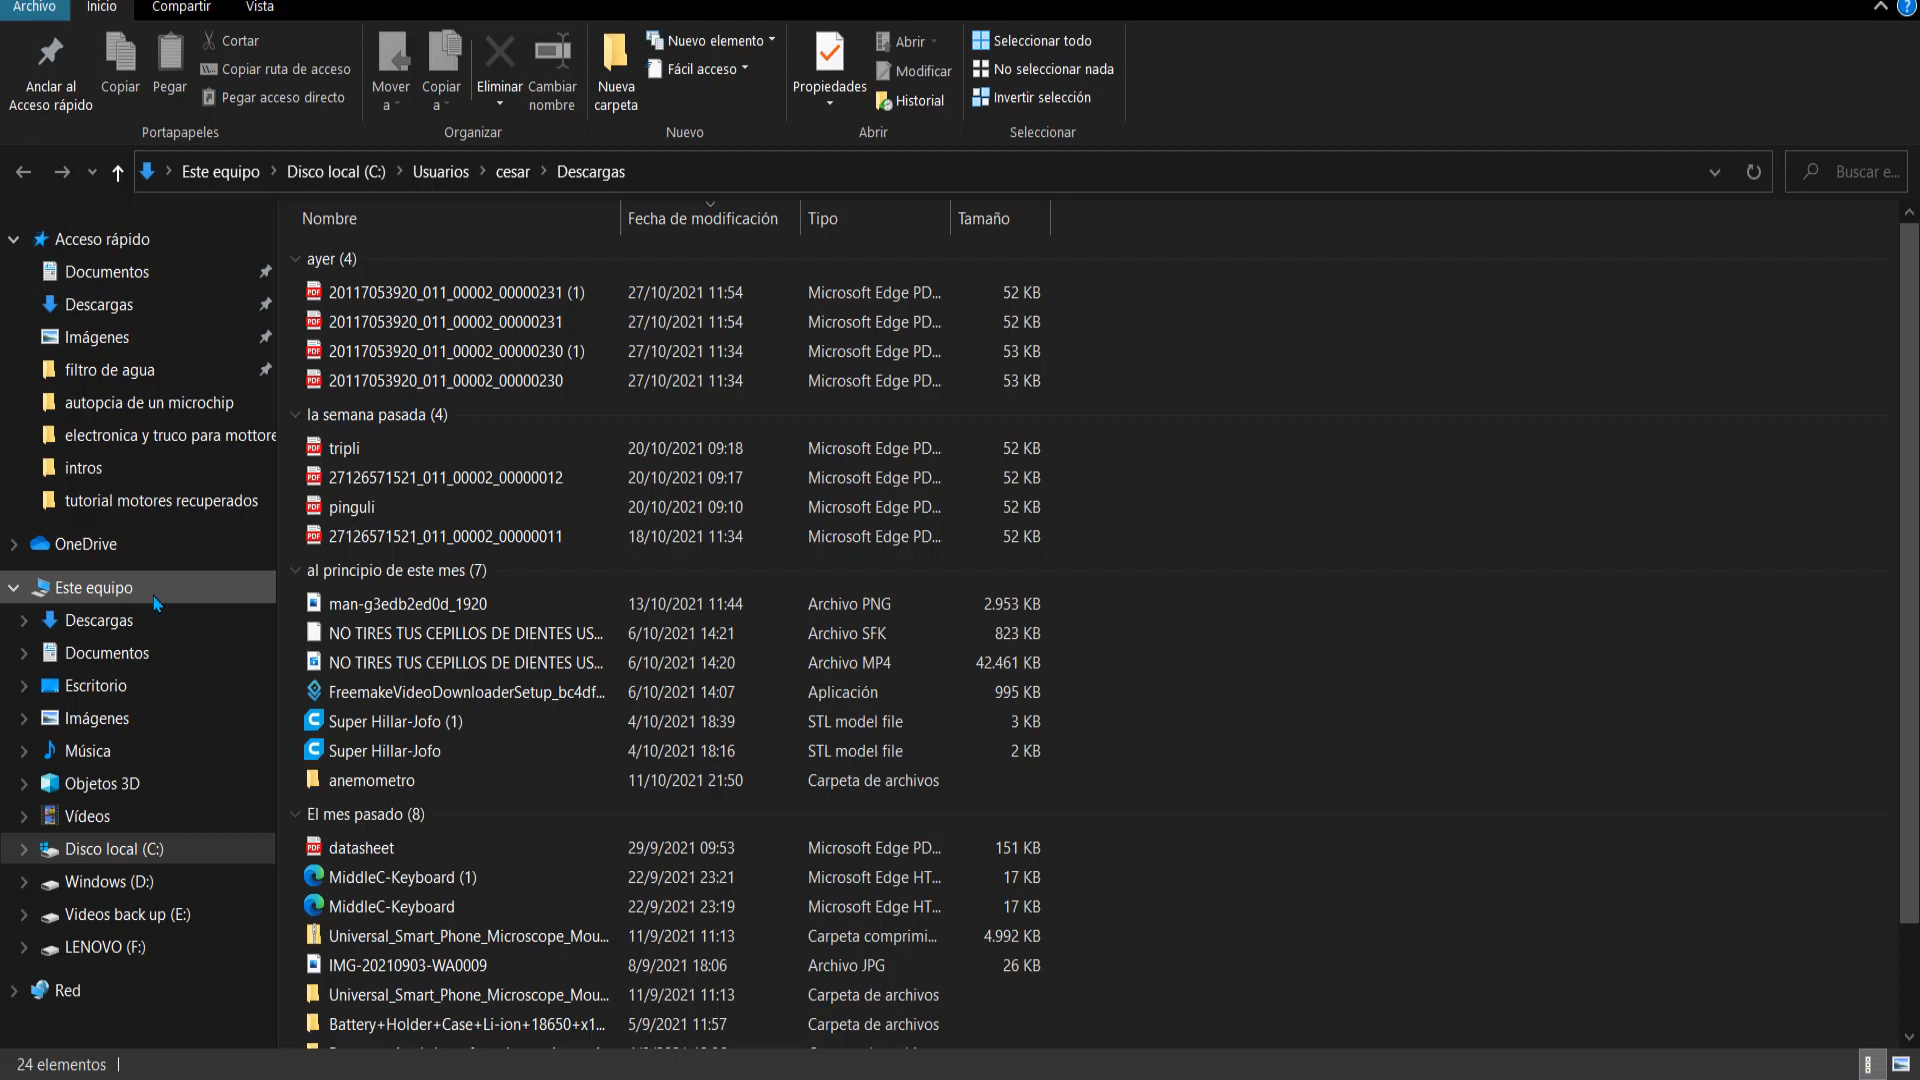 Archivo Inicio Compartir Vista
Anclar al Acceso rápido
Copiar
Pegar
Cortar
Copiar ruta de acceso
Pegar acceso directo
Portapapeles
Mover a
Copiar a
Eliminar
Cambiar nombre
Organizar
Nueva carpeta
Nuevo elemento
Fácil acceso
Nuevo
Propiedades
Abrir
Modificar
Historial
Abrir
Seleccionar todo
No seleccionar nada
Invertir selección
Seleccionar
Este equipo > Disco local (C:) > Usuarios > cesar > Descargas
Buscar e...
Acceso rápido
Documentos
Descargas
Imágenes
filtro de agua
autopcia de un microchip
electronica y truco para mottore
intros
tutorial motores recuperados
OneDrive
Este equipo
Descargas
Documentos
Escritorio
Imágenes
Música
Objetos 3D
Vídeos
Disco local (C:)
Windows (D:)
Videos back up (E:)
LENOVO (F:)
Red
Nombre Fecha de modificación Tipo Tamaño
ayer (4)
20117053920_011_00002_00000231 (1) 27/10/2021 11:54 Microsoft Edge PD... 52 KB
20117053920_011_00002_00000231 27/10/2021 11:54 Microsoft Edge PD... 52 KB
20117053920_011_00002_00000230 (1) 27/10/2021 11:34 Microsoft Edge PD... 53 KB
20117053920_011_00002_00000230 27/10/2021 11:34 Microsoft Edge PD... 53 KB
la semana pasada (4)
tripli 20/10/2021 09:18 Microsoft Edge PD... 52 KB
27126571521_011_00002_00000012 20/10/2021 09:17 Microsoft Edge PD... 52 KB
pinguli 20/10/2021 09:10 Microsoft Edge PD... 52 KB
27126571521_011_00002_00000011 18/10/2021 11:34 Microsoft Edge PD... 52 KB
al principio de este mes (7)
man-g3edb2ed0d_1920 13/10/2021 11:44 Archivo PNG 2.953 KB
NO TIRES TUS CEPILLOS DE DIENTES US... 6/10/2021 14:21 Archivo SFK 823 KB
NO TIRES TUS CEPILLOS DE DIENTES US... 6/10/2021 14:20 Archivo MP4 42.461 KB
FreemakeVideoDownloaderSetup_bc4df... 6/10/2021 14:07 Aplicación 995 KB
Super Hillar-Jofo (1) 4/10/2021 18:39 STL model file 3 KB
Super Hillar-Jofo 4/10/2021 18:16 STL model file 2 KB
anemometro 11/10/2021 21:50 Carpeta de archivos
El mes pasado (8)
datasheet 29/9/2021 09:53 Microsoft Edge PD... 151 KB
MiddleC-Keyboard (1) 22/9/2021 23:21 Microsoft Edge HT... 17 KB
MiddleC-Keyboard 22/9/2021 23:19 Microsoft Edge HT... 17 KB
Universal_Smart_Phone_Microscope_Mou... 11/9/2021 11:13 Carpeta comprimi... 4.992 KB
IMG-20210903-WA0009 8/9/2021 18:06 Archivo JPG 26 KB
Universal_Smart_Phone_Microscope_Mou... 11/9/2021 11:13 Carpeta de archivos
Battery+Holder+Case+Li-ion+18650+x1... 5/9/2021 11:57 Carpeta de archivos
24 elementos